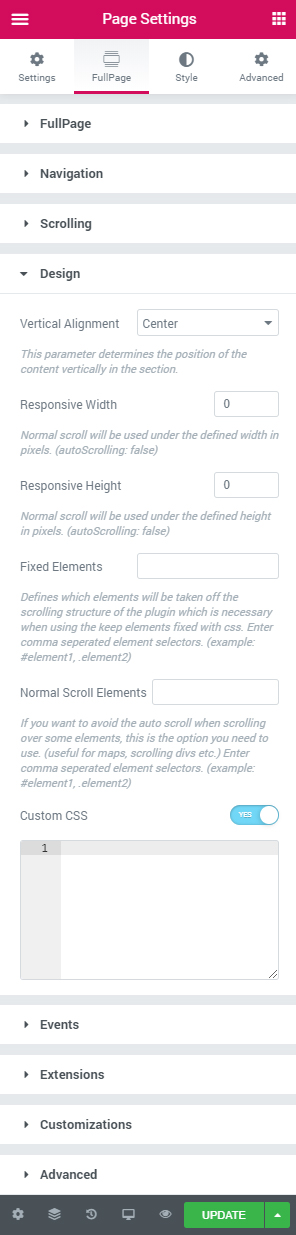 Page Settings
Settings
FullPage
Style
Advanced
FullPage
Navigation
Scrolling
Design
Vertical Alignment
Center
This parameter determines the position of the
content vertically in the section.
Responsive Width
0
Normal scroll will be used under the defined width in
pixels. (autoScrolling: false)
Responsive Height
0
Normal scroll will be used under the defined height
in pixels. (autoScrolling: false)
Fixed Elements
Defines which elements will be taken off the
scrolling structure of the plugin which is necessary
when using the keep elements fixed with css. Enter
comma seperated element selectors. (example:
#element1, .element2)
Normal Scroll Elements
If you want to avoid the auto scroll when scrolling
over some elements, this is the option you need to
use. (useful for maps, scrolling divs etc.) Enter
comma seperated element selectors. (example:
#element1, .element2)
Custom CSS
YES
1
Events
Extensions
Customizations
Advanced
UPDATE